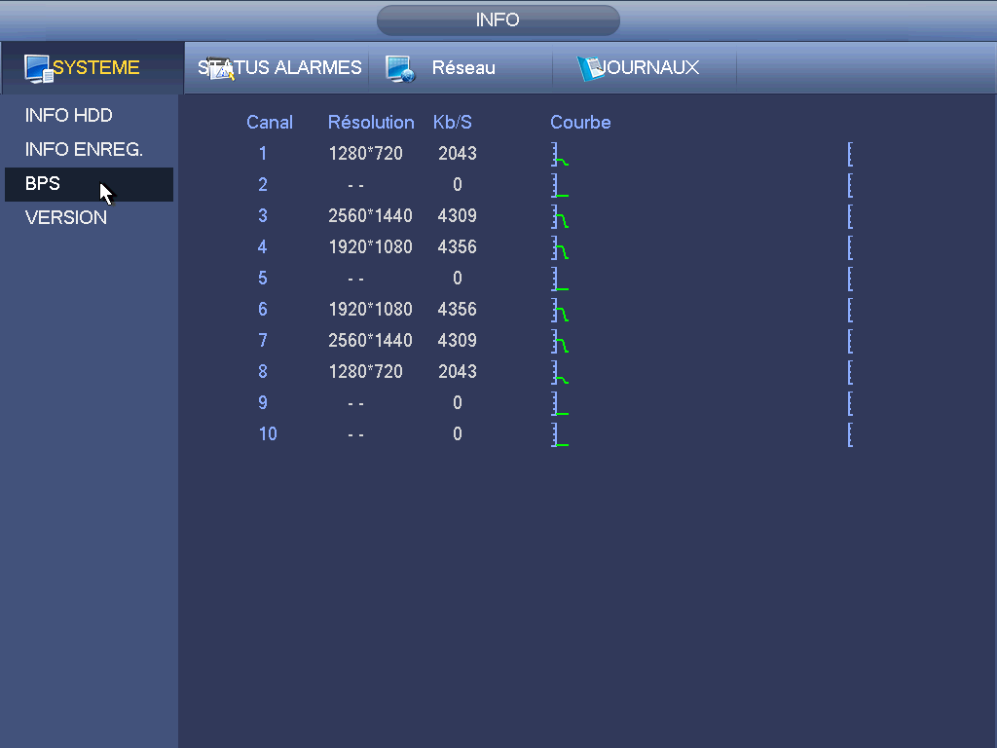 INFO
SYSTEME STATUS ALARMES Réseau JOURNAUX
INFO HDD
INFO ENREG.
BPS
VERSION
Canal Résolution Kb/S Courbe
1 1280*720 2043
2 - - 0
3 2560*1440 4309
4 1920*1080 4356
5 - - 0
6 1920*1080 4356
7 2560*1440 4309
8 1280*720 2043
9 - - 0
10 - - 0